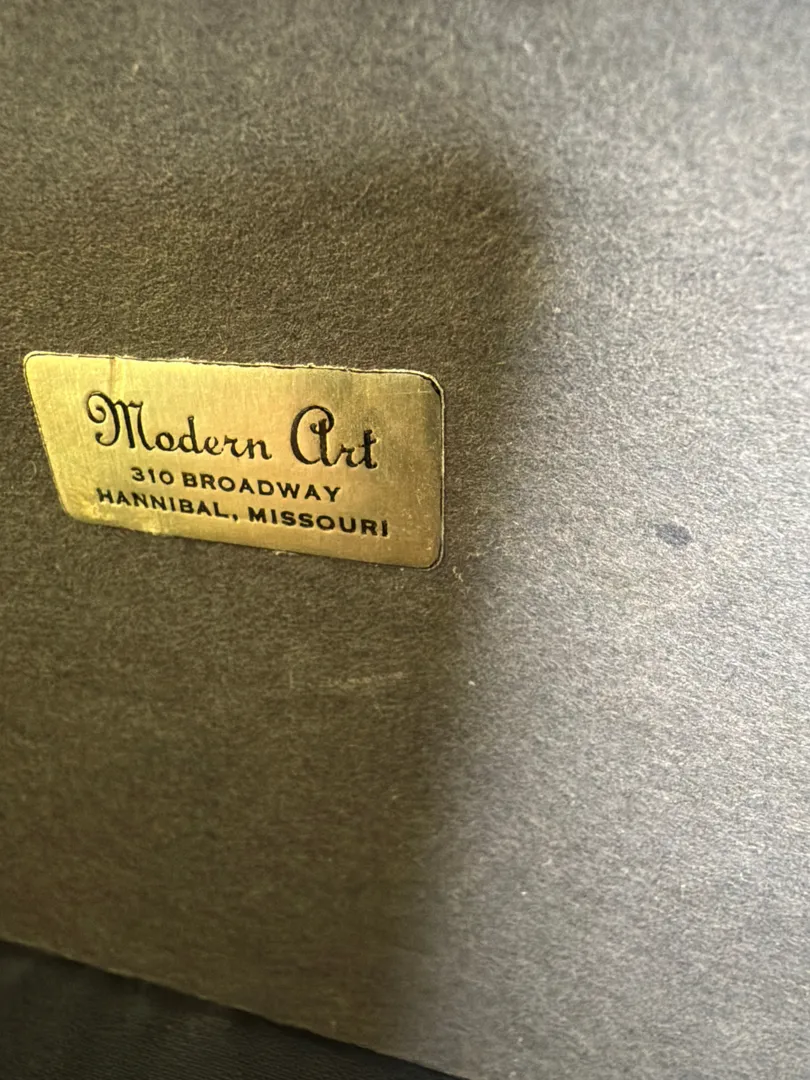 Modern Art
310 BROADWAY
HANNIBAL, MISSOURI